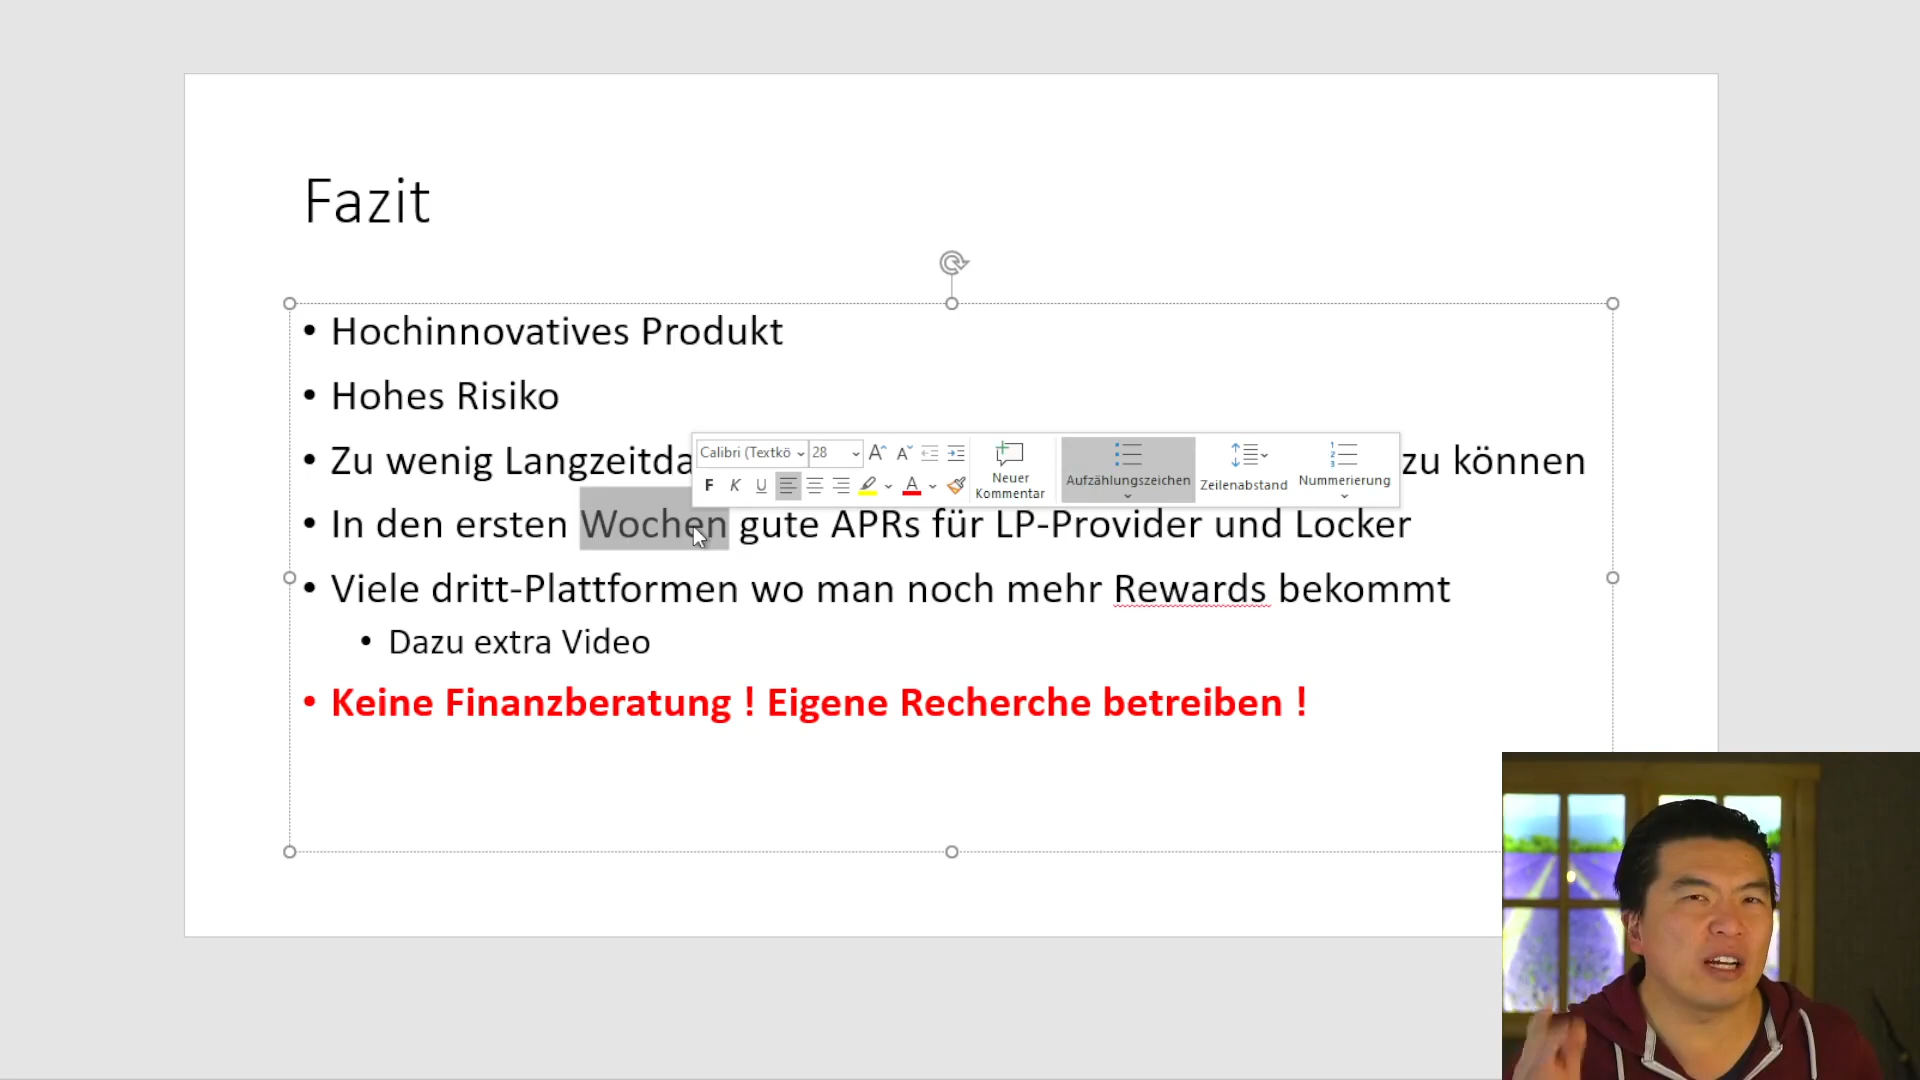 Fazit
• Hochinnovatives Produkt
• Hohes Risiko
• Zu wenig zu können
Calibri (Textkö 28
F K U A
Neuer Kommentar
Aufzählungszeichen
Zeilenabstand
Nummerierung
• In den ersten Wochen gute APRs für LP-Provider und Locker
• Viele dritt-Plattformen wo man noch mehr Rewards bekommt
• Dazu extra Video
• Keine Finanzberatung ! Eigene Recherche betreiben !